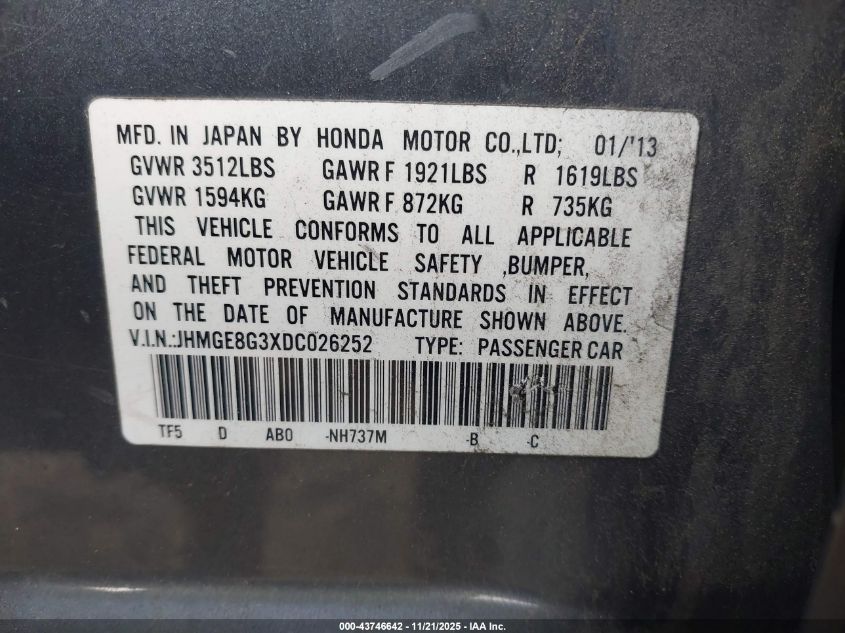 MFD. IN JAPAN BY HONDA MOTOR CO.,LTD; 01/'13
GVWR 3512LBS GAWR F 1921LBS R 1619LBS
GVWR 1594KG GAWR F 872KG R 735KG
THIS VEHICLE CONFORMS TO ALL APPLICABLE
FEDERAL MOTOR VEHICLE SAFETY ,BUMPER,
AND THEFT PREVENTION STANDARDS IN EFFECT
ON THE DATE OF MANUFACTURE SHOWN ABOVE.
V.I.N.:JHMGE8G3XDC026252 TYPE: PASSENGER CAR
TF5 D AB0 -NH737M -B -C
000-43746642 - 11/21/2025 - IAA Inc.